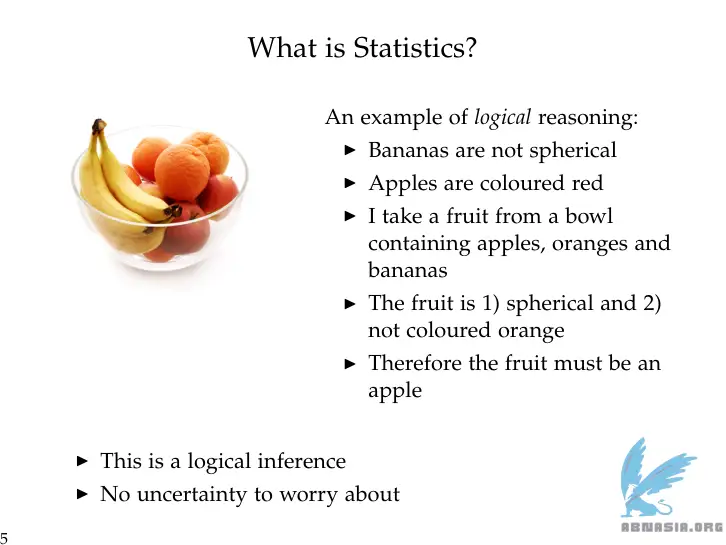 What is Statistics?
An example of logical reasoning:
▶ Bananas are not spherical
▶ Apples are coloured red
▶ I take a fruit from a bowl
containing apples, oranges and
bananas
▶ The fruit is 1) spherical and 2)
not coloured orange
▶ Therefore the fruit must be an
apple
▶ This is a logical inference
▶ No uncertainty to worry about
ABNASIA.ORG
5